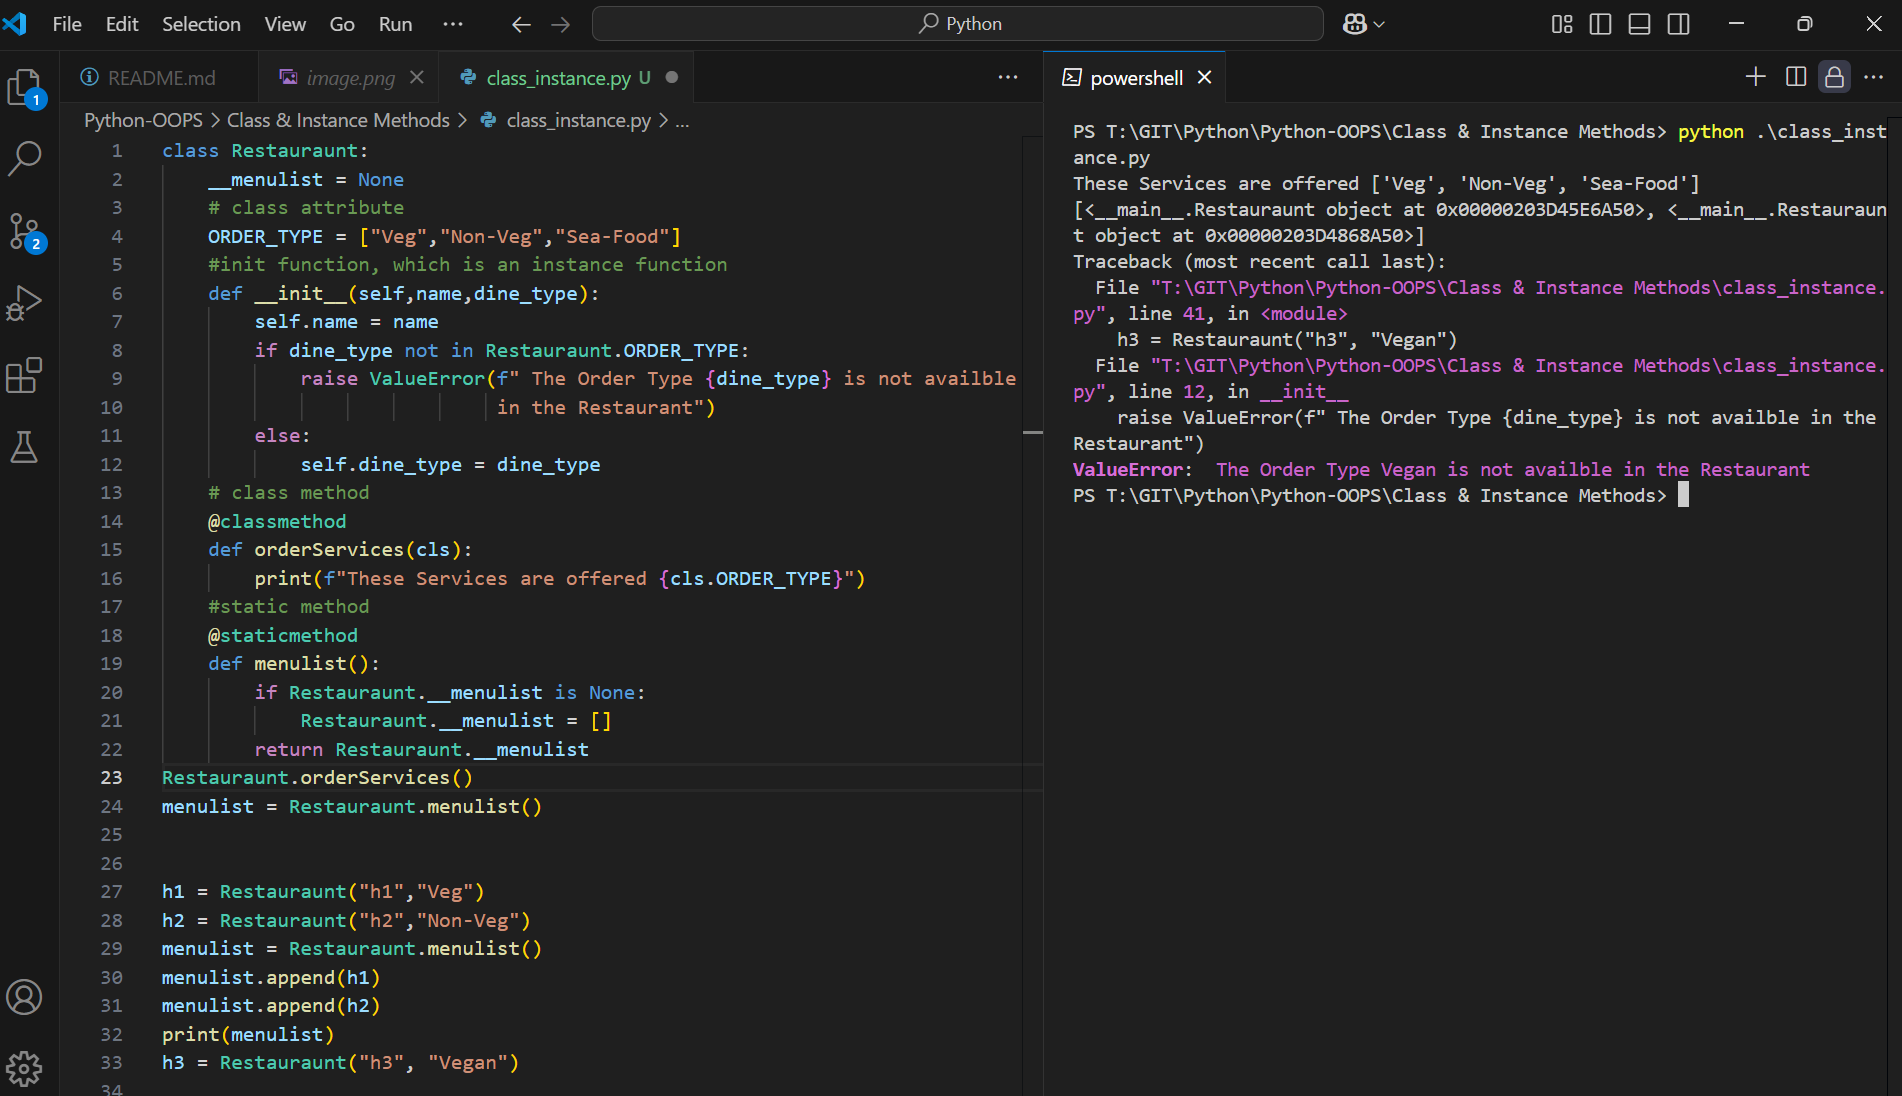 File Edit Selection View Go Run ...
Python
README.md
image.png
class_instance.py U
powershell
1
2
Python-OOPS > Class & Instance Methods > class_instance.py > ...
1 class Restauraunt:
2 __menulist = None
3 # class attribute
4 ORDER_TYPE = ["Veg","Non-Veg","Sea-Food"]
5 #init function, which is an instance function
6 def __init__(self,name,dine_type):
7 self.name = name
8 if dine_type not in Restauraunt.ORDER_TYPE:
9 raise ValueError(f" The Order Type {dine_type} is not availble
10 in the Restaurant")
11 else:
12 self.dine_type = dine_type
13 # class method
14 @classmethod
15 def orderServices(cls):
16 print(f"These Services are offered {cls.ORDER_TYPE}")
17 #static method
18 @staticmethod
19 def menulist():
20 if Restauraunt.__menulist is None:
21 Restauraunt.__menulist = []
22 return Restauraunt.__menulist
23 Restauraunt.orderServices()
24 menulist = Restauraunt.menulist()
25
26
27 h1 = Restauraunt("h1","Veg")
28 h2 = Restauraunt("h2","Non-Veg")
29 menulist = Restauraunt.menulist()
30 menulist.append(h1)
31 menulist.append(h2)
32 print(menulist)
33 h3 = Restauraunt("h3", "Vegan")
34
PS T:\GIT\Python\Python-OOPS\Class & Instance Methods> python .\class_inst
ance.py
These Services are offered ['Veg', 'Non-Veg', 'Sea-Food']
[<__main__.Restauraunt object at 0x00000203D45E6A50>, <__main__.Restauraun
t object at 0x00000203D4868A50>]
Traceback (most recent call last):
File "T:\GIT\Python\Python-OOPS\Class & Instance Methods\class_instance.
py", line 41, in <module>
h3 = Restauraunt("h3", "Vegan")
File "T:\GIT\Python\Python-OOPS\Class & Instance Methods\class_instance.
py", line 12, in __init__
raise ValueError(f" The Order Type {dine_type} is not availble in the
Restaurant")
ValueError:  The Order Type Vegan is not availble in the Restaurant
PS T:\GIT\Python\Python-OOPS\Class & Instance Methods>